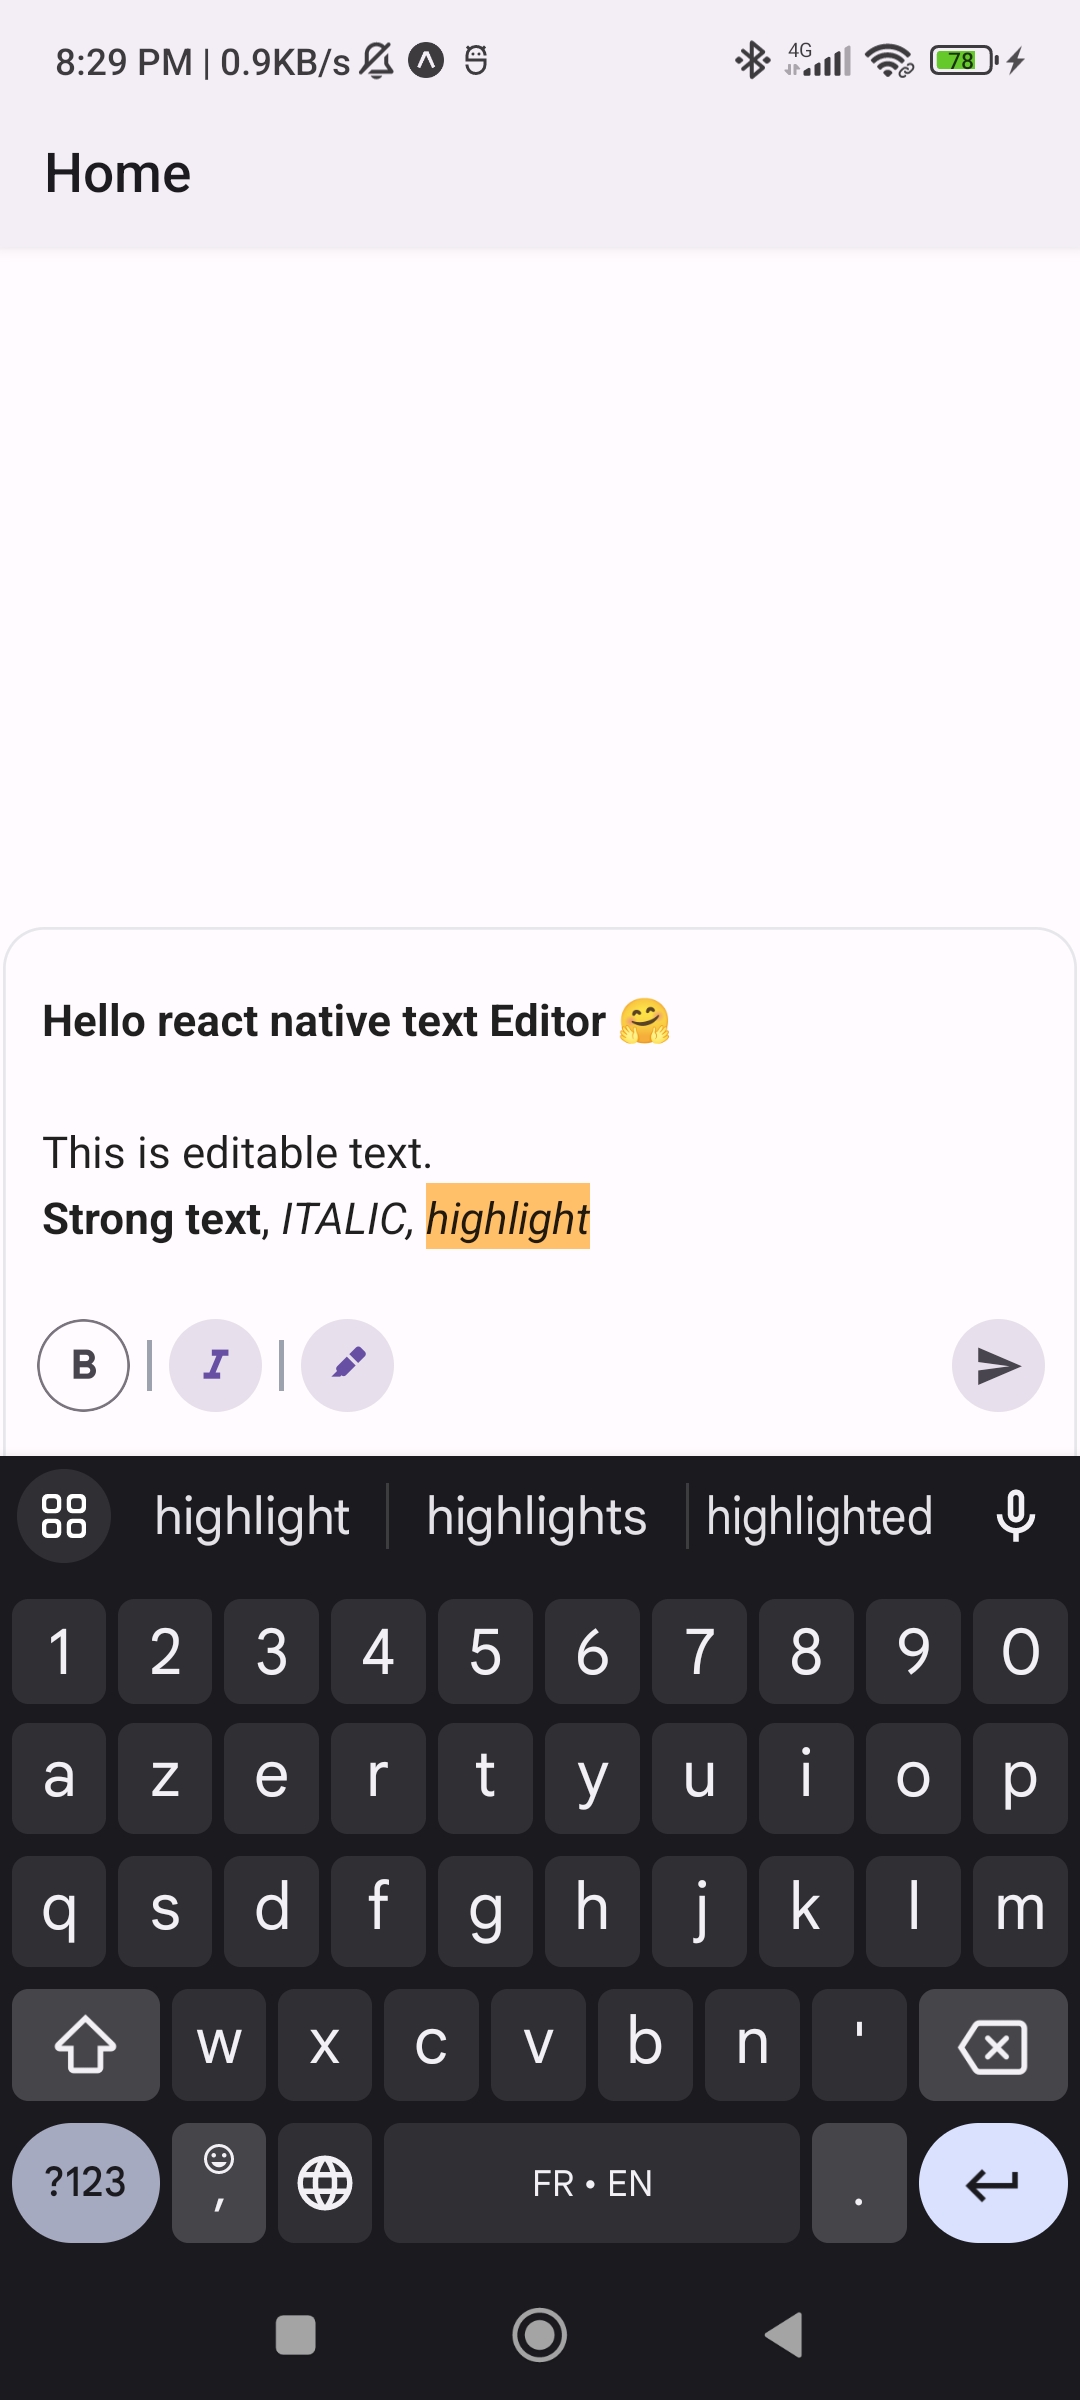 8:29 PM | 0.9KB/s 4G 78
Home
Hello react native text Editor 🤗
This is editable text.
Strong text, ITALIC, highlight
B I
highlight highlights highlighted
1 2 3 4 5 6 7 8 9 0
a z e r t y u i o p
q s d f g h j k l m
w x c v b n '
?123 , FR • EN .